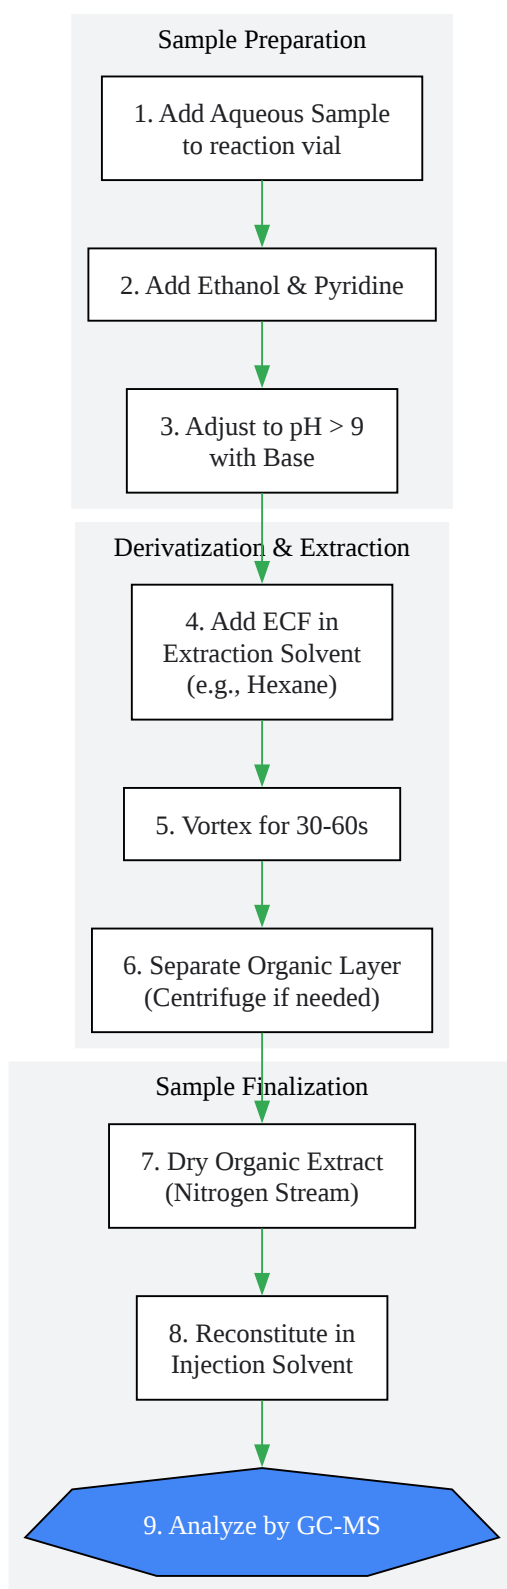 Sample Preparation
1. Add Aqueous Sample
to reaction vial
2. Add Ethanol & Pyridine
3. Adjust to pH > 9
with Base
Derivatization & Extraction
4. Add ECF in
Extraction Solvent
(e.g., Hexane)
5. Vortex for 30-60s
6. Separate Organic Layer
(Centrifuge if needed)
Sample Finalization
7. Dry Organic Extract
(Nitrogen Stream)
8. Reconstitute in
Injection Solvent
9. Analyze by GC-MS